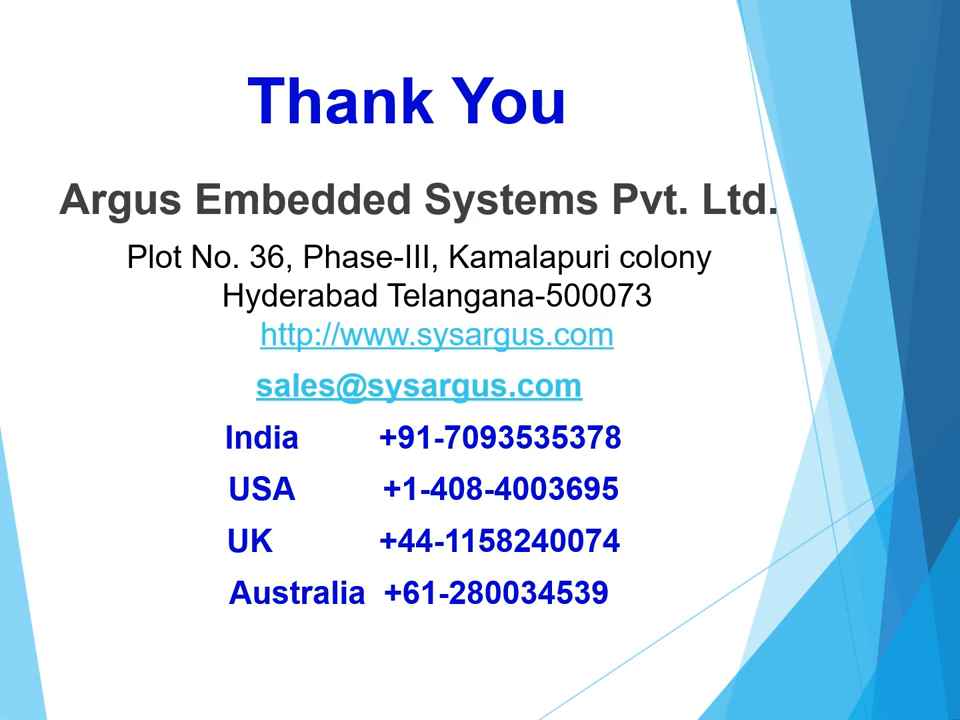 Thank You
Argus Embedded Systems Pvt. Ltd.
Plot No. 36, Phase-III, Kamalapuri colony
Hyderabad Telangana-500073
http://www.sysargus.com
sales@sysargus.com
India +91-7093535378
USA +1-408-4003695
UK +44-1158240074
Australia +61-280034539